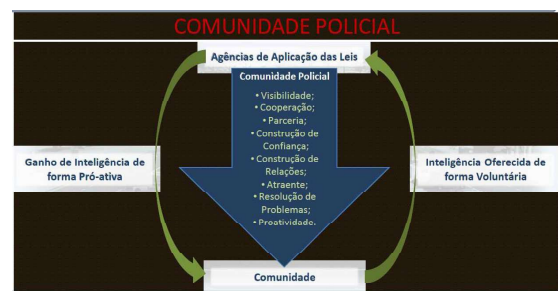 COMUNIDADE POLICIAL
Agências de Aplicação das Leis
Comunidade Policial
• Visibilidade;
• Cooperação;
• Parceria;
• Construção de
Confiança;
• Construção de
Relações;
• Atraente;
• Resolução de
Problemas;
• Proatividade.
Ganho de Inteligência de
forma Pró-ativa
Inteligência Oferecida de
forma Voluntária
Comunidade